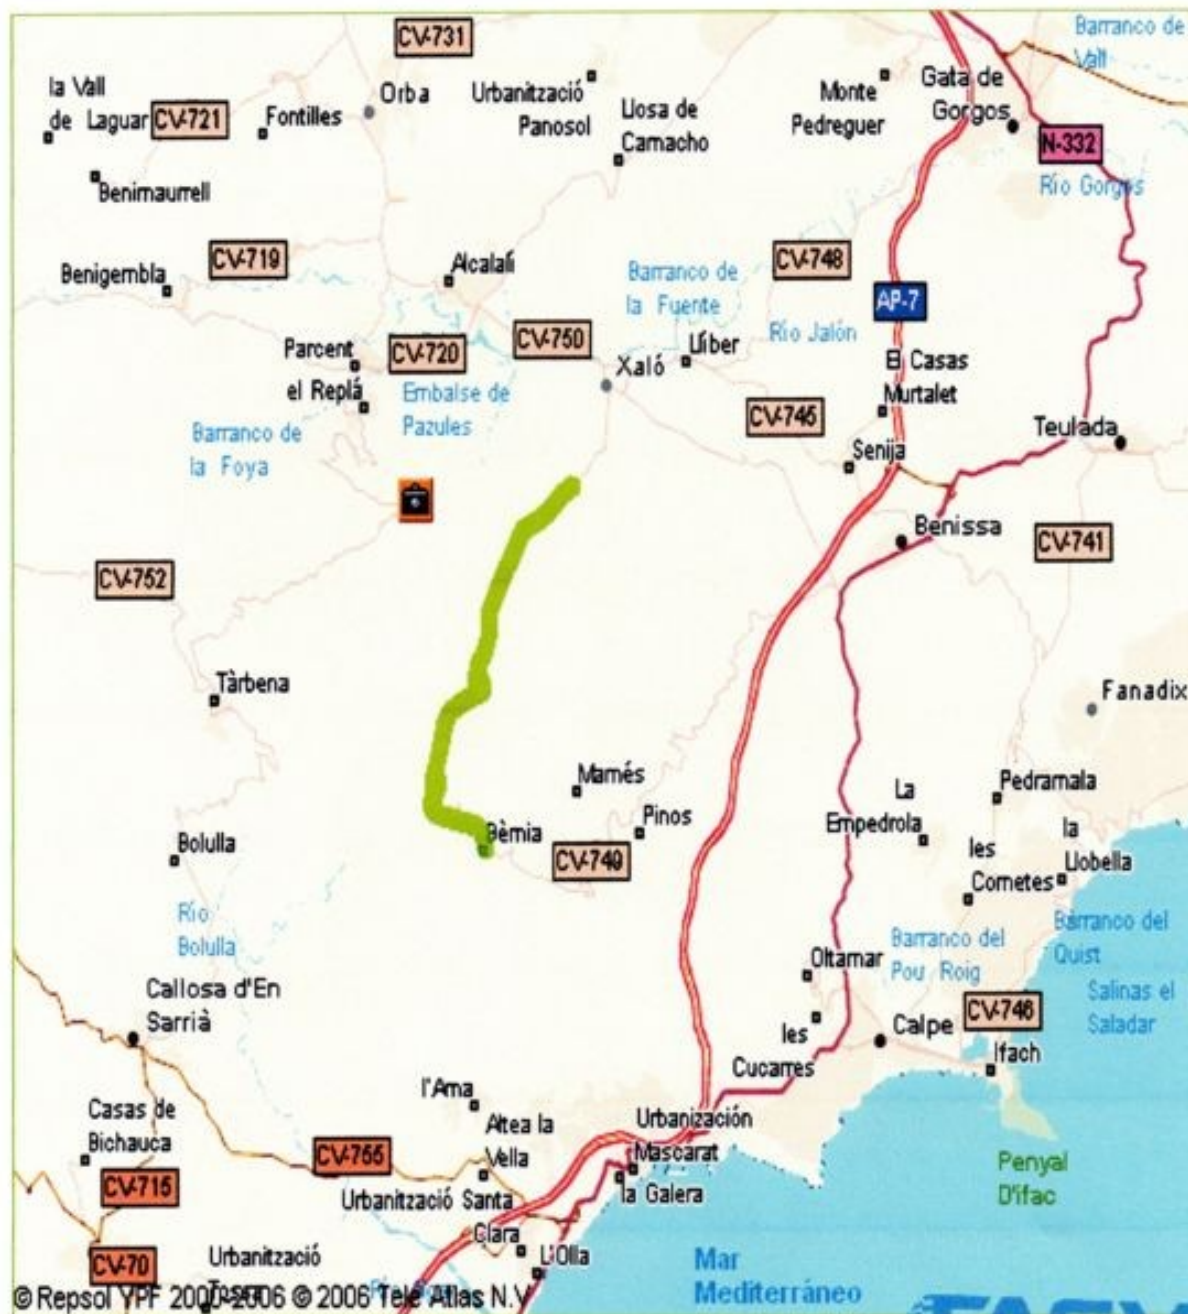 CV-731
Barranco de
Vall
la Vall
de Laguar
CV-721
Fontilles
Orba
Urbanització
Panosol
Llosa de
Camacho
Monte
Pedreguer
Gata de
Gorgos
N-332
Benimaurrell
Río Gorgos
CV-719
Benigembla
Alcalalí
Barranco de
la Fuente
CV-748
AP-7
Río Jalón
Parcent
CV-720
CV-750
Xaló
Llíber
El Casas
Murtalet
el Replá
Embalse de
Pazules
Barranco de
la Foya
CV-745
Senija
Teulada
Benissa
CV-741
CV-752
Tàrbena
Fanadix
Mamés
Pinos
La
Empedrola
Pedramala
la
Llobella
les
Cometes
Bèrnia
CV-749
Bolulla
Río
Bolulla
Barranco del
Quist
Barranco del
Pou Roig
Oltamar
Salinas el
Saladar
Callosa d'En
Sarrià
CV-746
les
Cucarres
Calpe
Ifach
l'Ama
Casas de
Bichauca
Altea la
Vella
Urbanización
Mascarat
CV-755
CV-715
Urbanització Santa
Clara
la Galera
Penyal
D'ifac
CV-70
Urbanització
L'Olla
Mar
Mediterráneo
© Repsol YPF 2000-2006 © 2006 Tele Atlas N.V